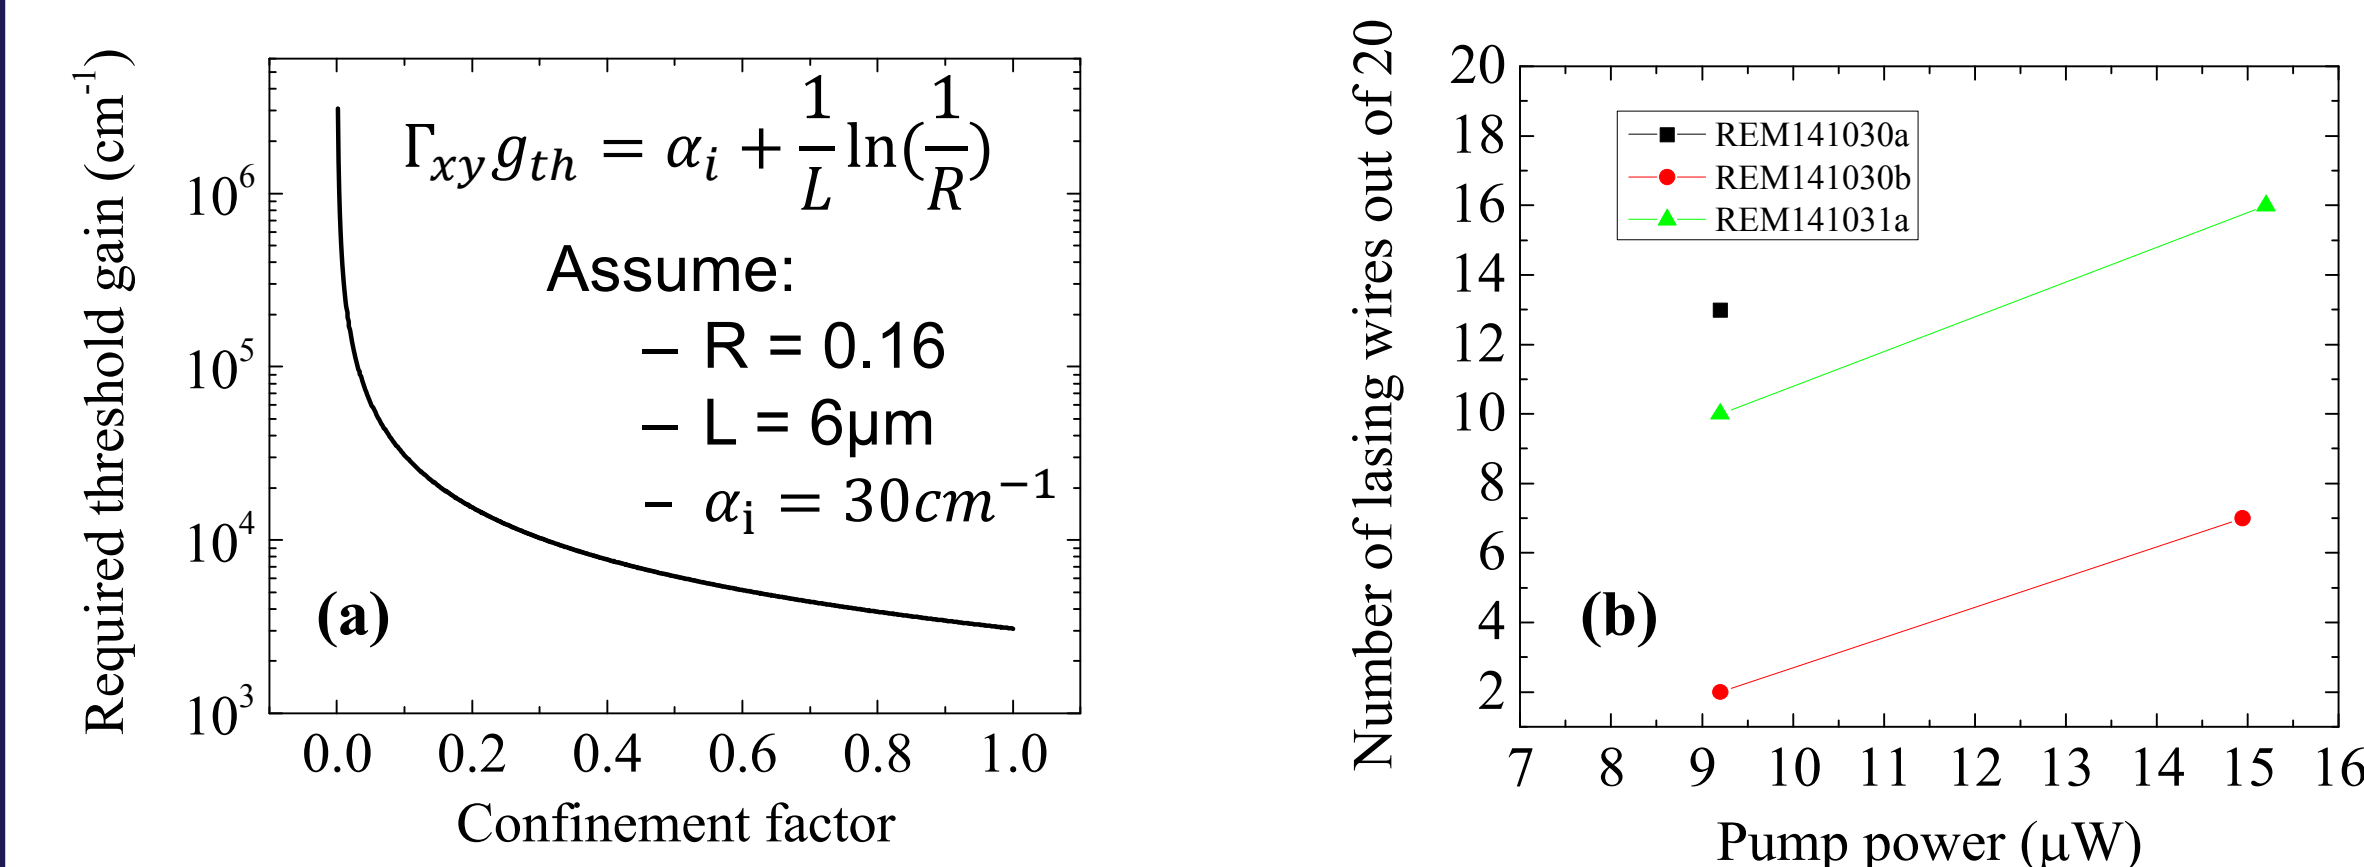 Required threshold gain (cm⁻¹)
10⁶
10⁵
10⁴
10³
0.0 0.2 0.4 0.6 0.8 1.0
Confinement factor
Γxy gth = αi + 1/L ln(1/R)
Assume:
– R = 0.16
– L = 6µm
– αi = 30cm⁻¹
(a)
Number of lasing wires out of 20
20
18
16
14
12
10
8
6
4
2
7 8 9 10 11 12 13 14 15 16
Pump power (µW)
REM141030a
REM141030b
REM141031a
(b)